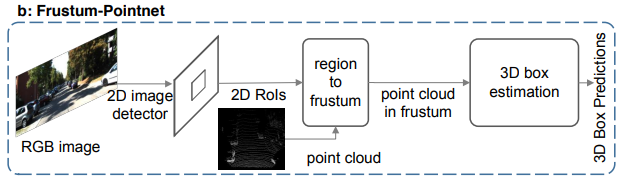 b: Frustum-Pointnet
RGB image
2D image
detector
2D RoIs
point cloud
region
to
frustum
point cloud
in frustum
3D box
estimation
3D Box Predictions